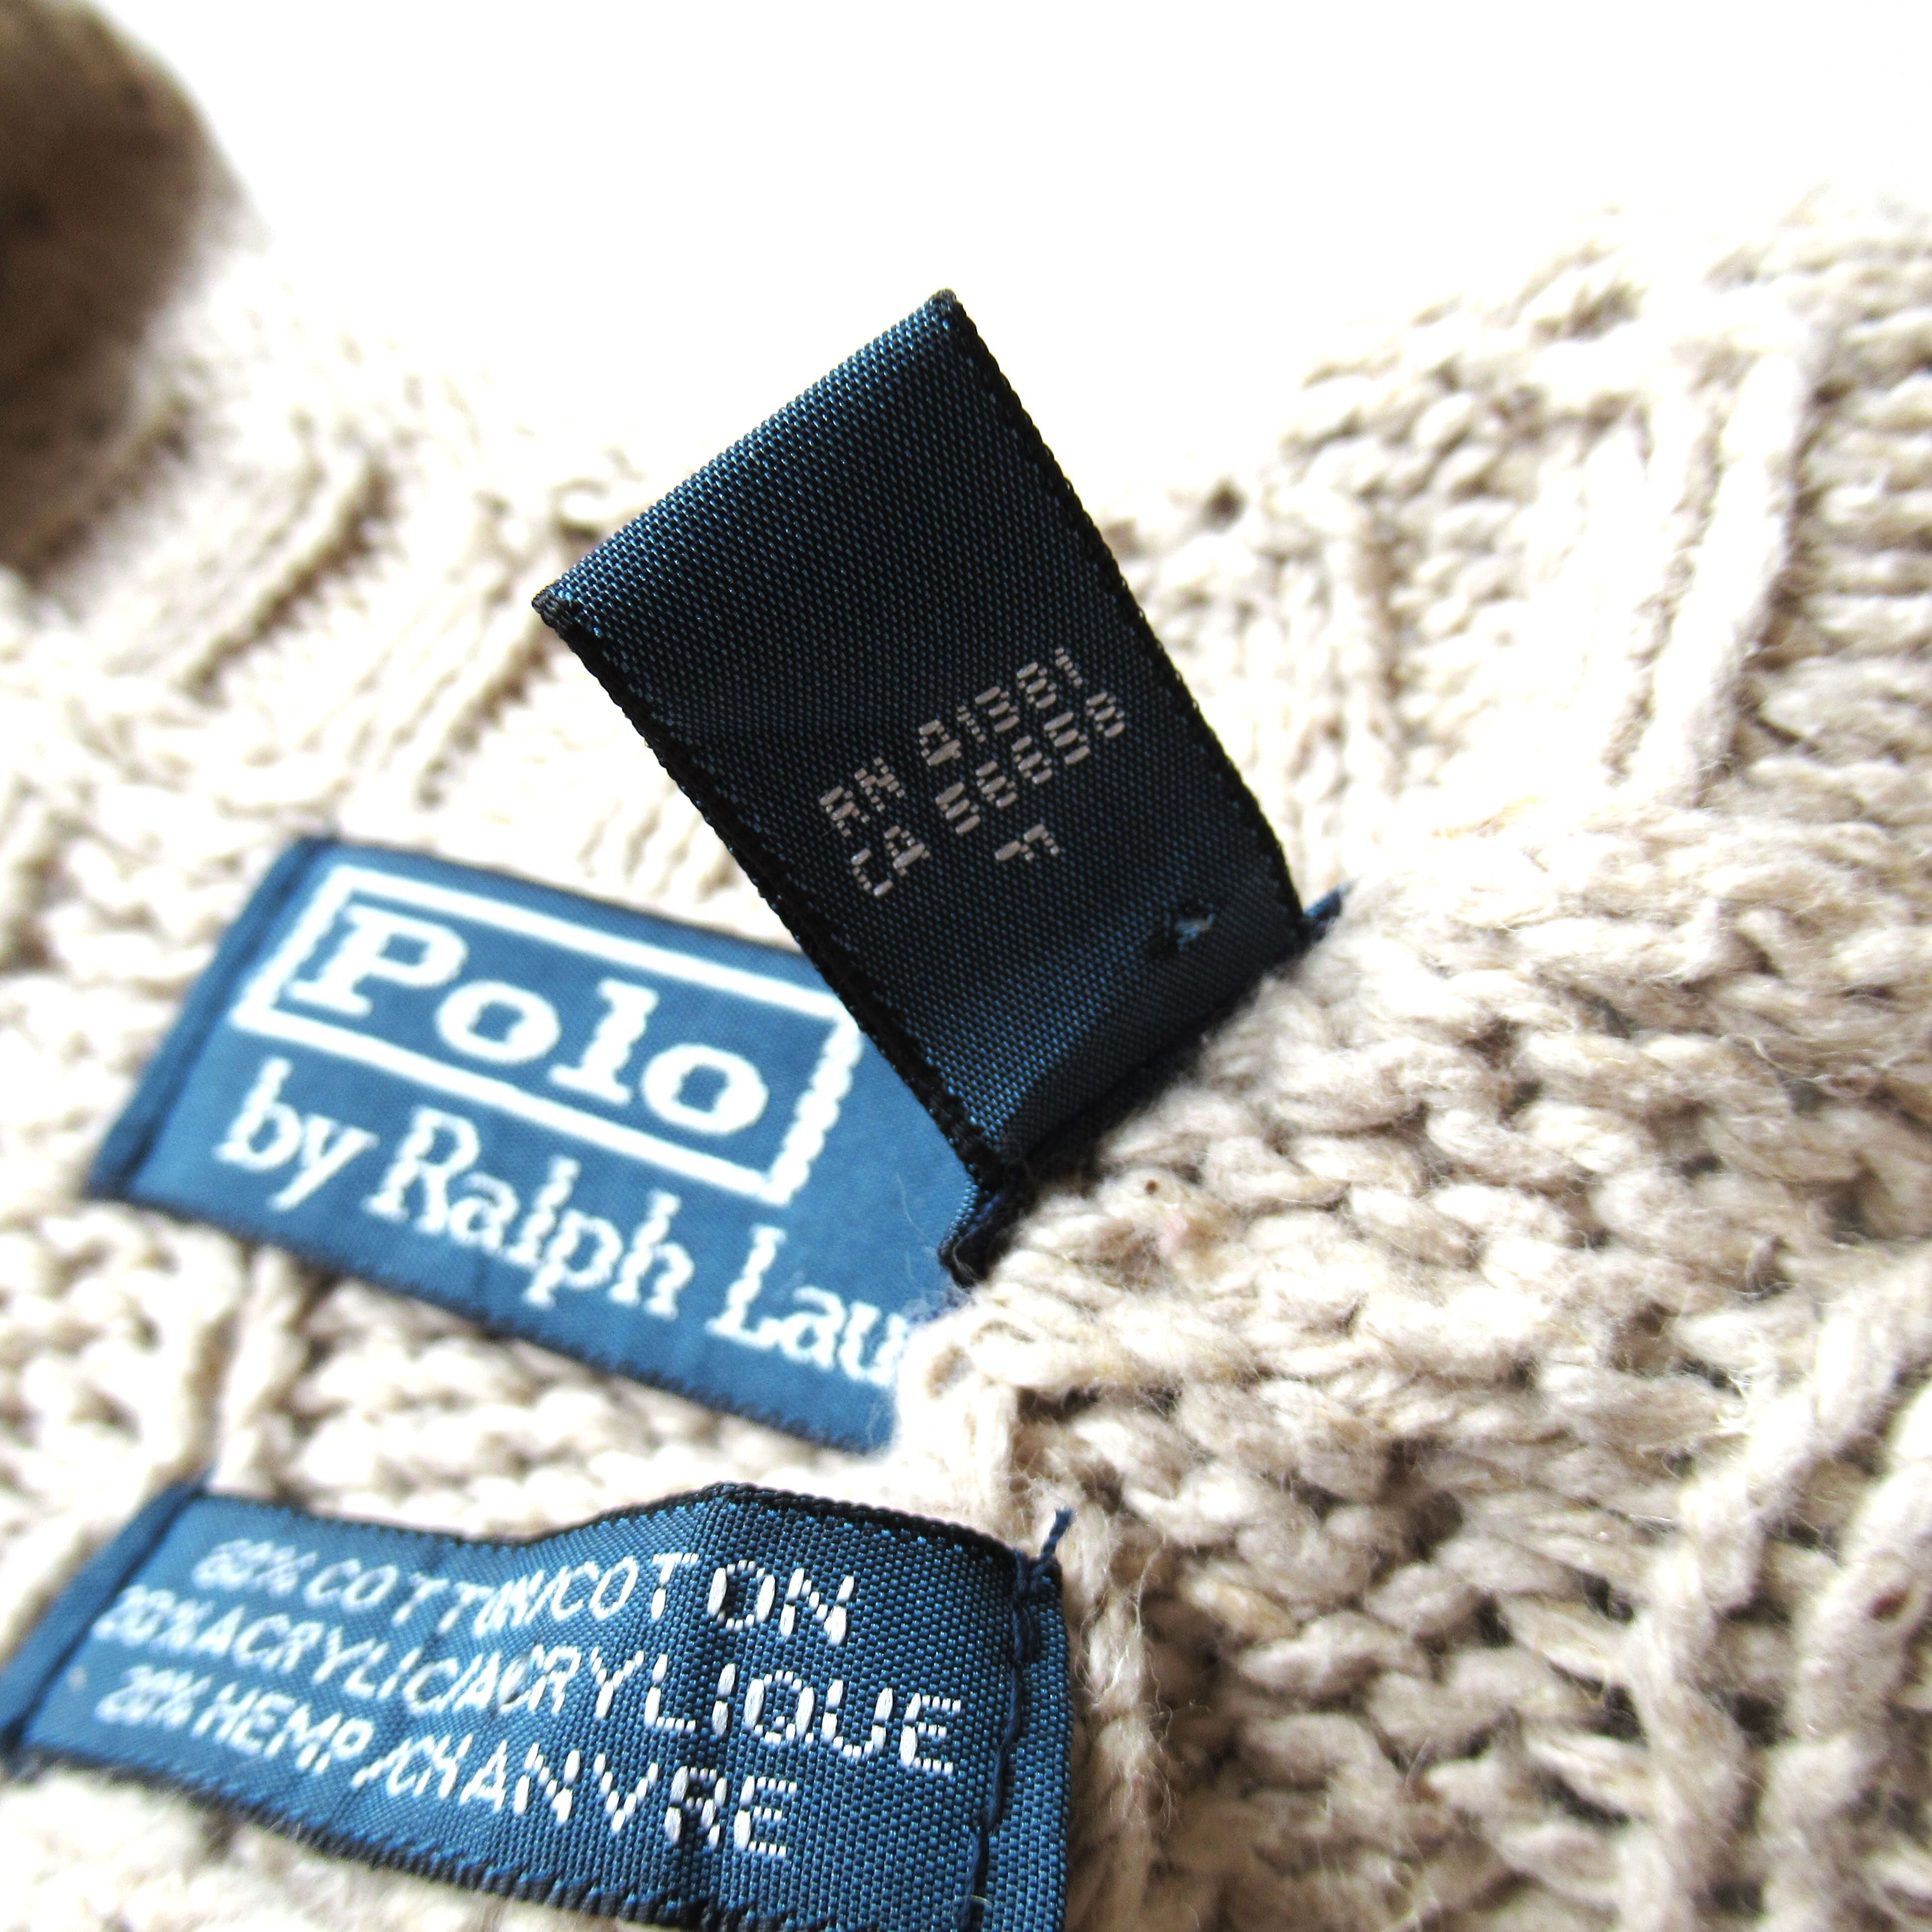 RN 41381
CA 56658
F
Polo
by Ralph Lau
60% COTTON/COTON
20% ACRYLIC/ACRYLIQUE
20% HEMP/CHANVRE